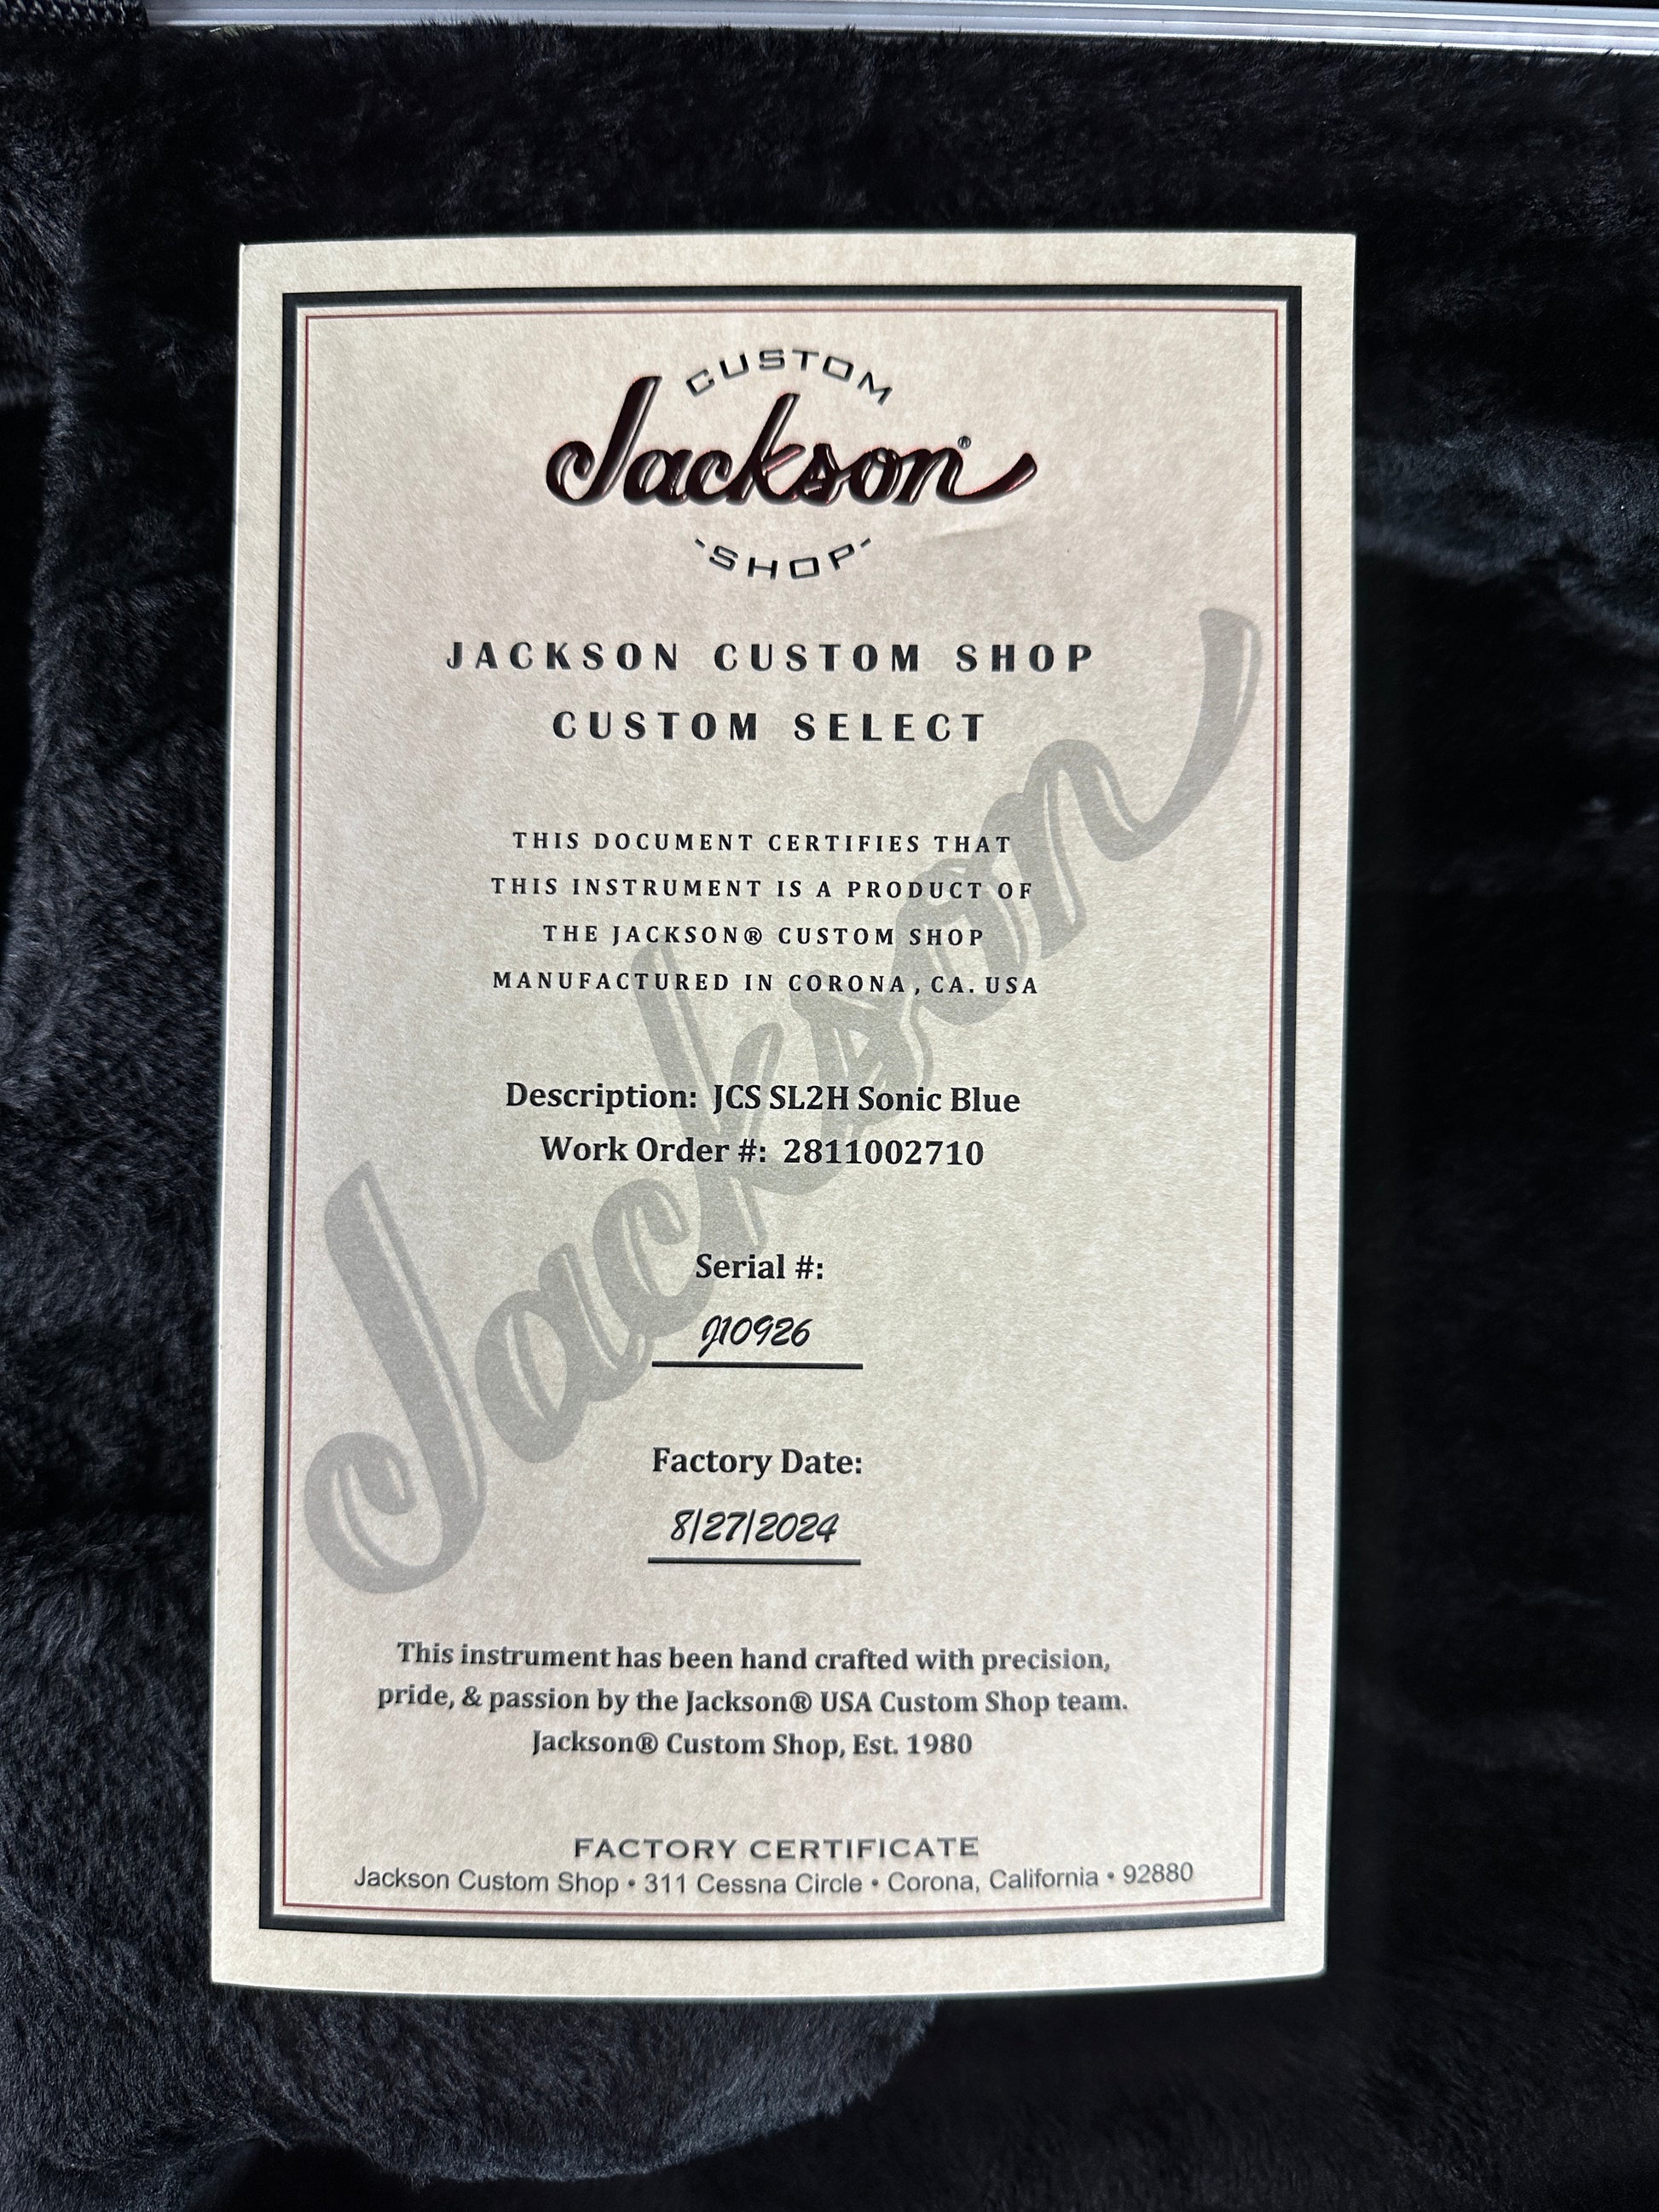 CUSTOM
Jackson®
·SHOP·
JACKSON CUSTOM SHOP
CUSTOM SELECT
THIS DOCUMENT CERTIFIES THAT
THIS INSTRUMENT IS A PRODUCT OF
THE JACKSON® CUSTOM SHOP
MANUFACTURED IN CORONA, CA. USA
Jackson
Description: JCS SL2H Sonic Blue
Work Order #: 2811002710
Serial #:
J10926
Factory Date:
8/27/2024
This instrument has been hand crafted with precision,
pride, & passion by the Jackson® USA Custom Shop team.
Jackson® Custom Shop, Est. 1980
FACTORY CERTIFICATE
Jackson Custom Shop • 311 Cessna Circle • Corona, California • 92880